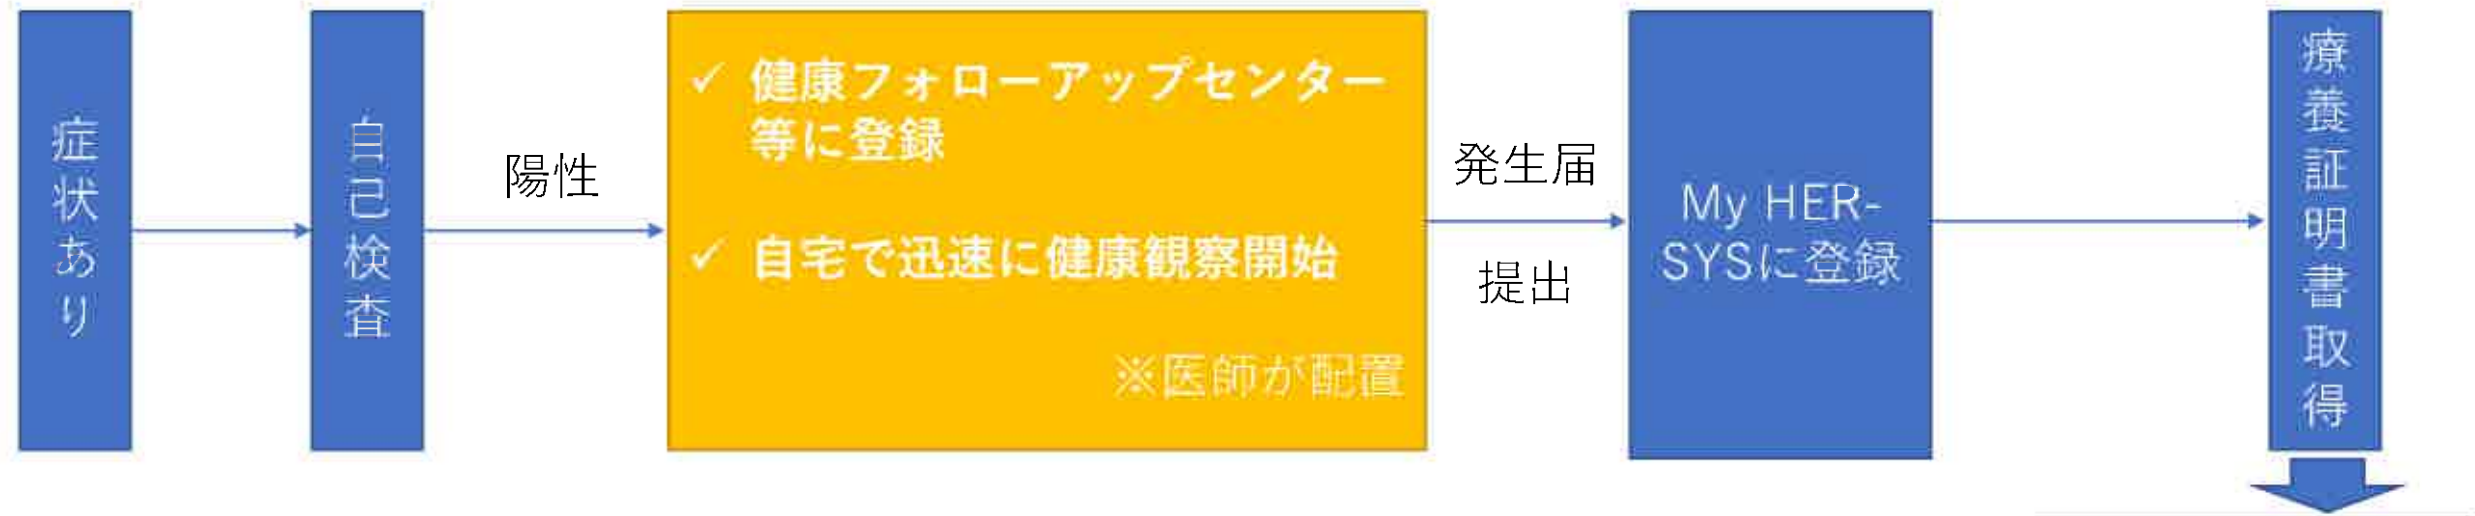 症状あり
自己検査
陽性
✓ 健康フォローアップセンター
等に登録
✓ 自宅で迅速に健康観察開始
※医師が配置
発生届
提出
My HER-
SYSに登録
療養証明書取得